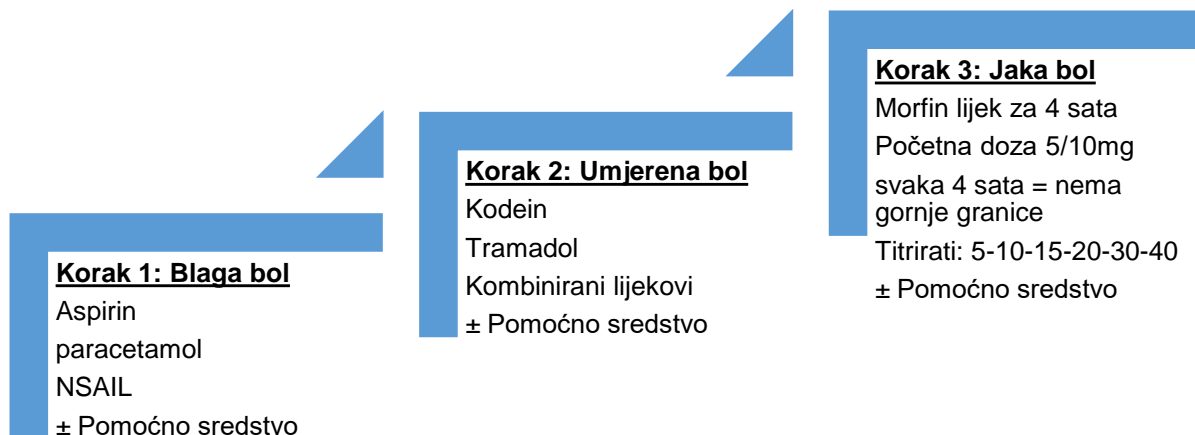 Korak 1: Blaga bol
Aspirin
paracetamol
NSAIL
± Pomoćno sredstvo
Korak 2: Umjerena bol
Kodein
Tramadol
Kombinirani lijekovi
± Pomoćno sredstvo
Korak 3: Jaka bol
Morfin lijek za 4 sata
Početna doza 5/10mg
svaka 4 sata = nema
gornje granice
Titrirati: 5-10-15-20-30-40
± Pomoćno sredstvo